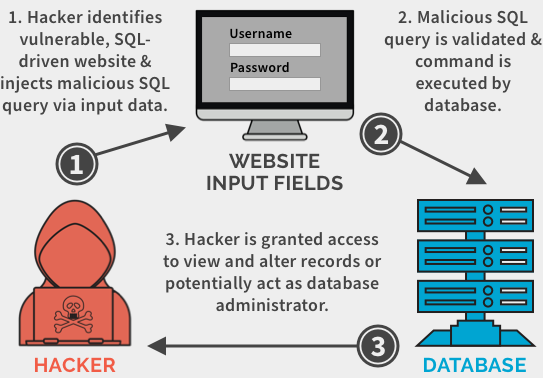 1. Hacker identifies
vulnerable, SQL-
driven website &
injects malicious SQL
query via input data.
Username
Password
2. Malicious SQL
query is validated &
command is
executed by
database.
1
2
WEBSITE
INPUT FIELDS
3. Hacker is granted access
to view and alter records or
potentially act as database
administrator.
3
HACKER
DATABASE